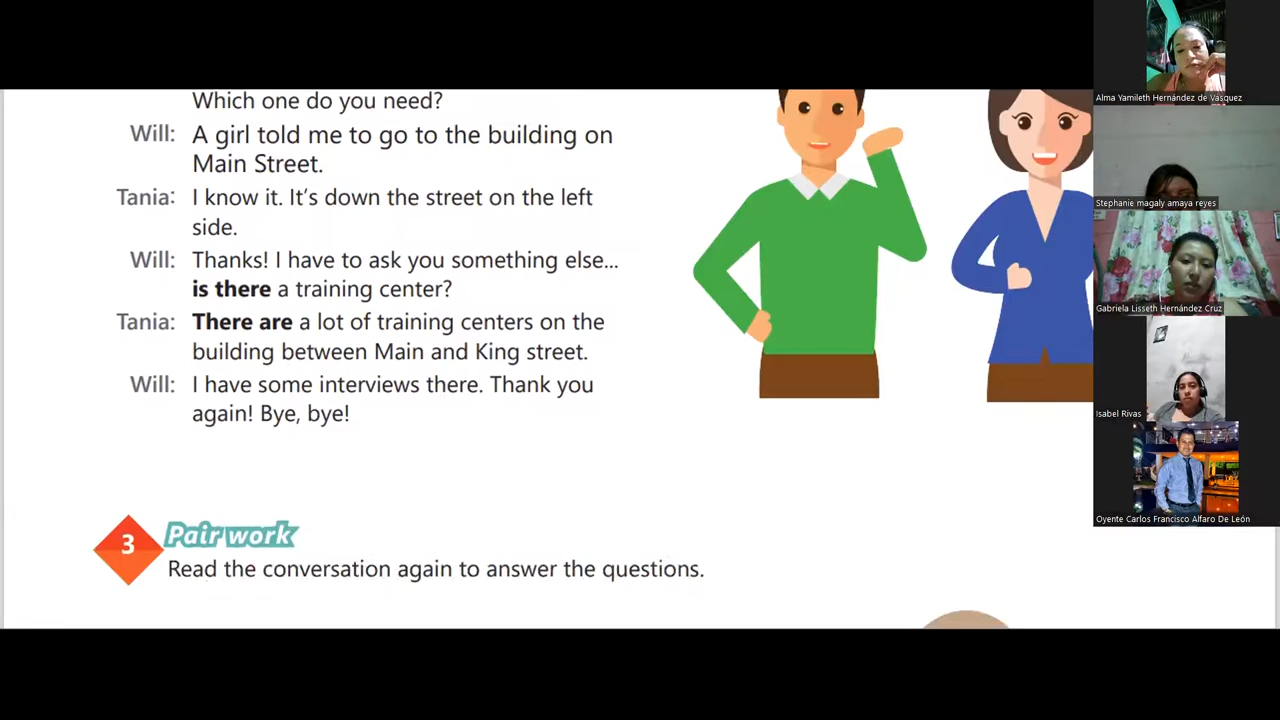 Which one do you need?
Will: A girl told me to go to the building on
Main Street.
Tania: I know it. It's down the street on the left
side.
Will: Thanks! I have to ask you something else...
is there a training center?
Tania: There are a lot of training centers on the
building between Main and King street.
Will: I have some interviews there. Thank you
again! Bye, bye!
3 Pair work
Read the conversation again to answer the questions.
Alma Yamileth Hernández de Vásquez
Stephanie magaly amaya reyes
Gabriela Lisseth Hernández Cruz
Isabel Rivas
Oyente Carlos Francisco Alfaro De León